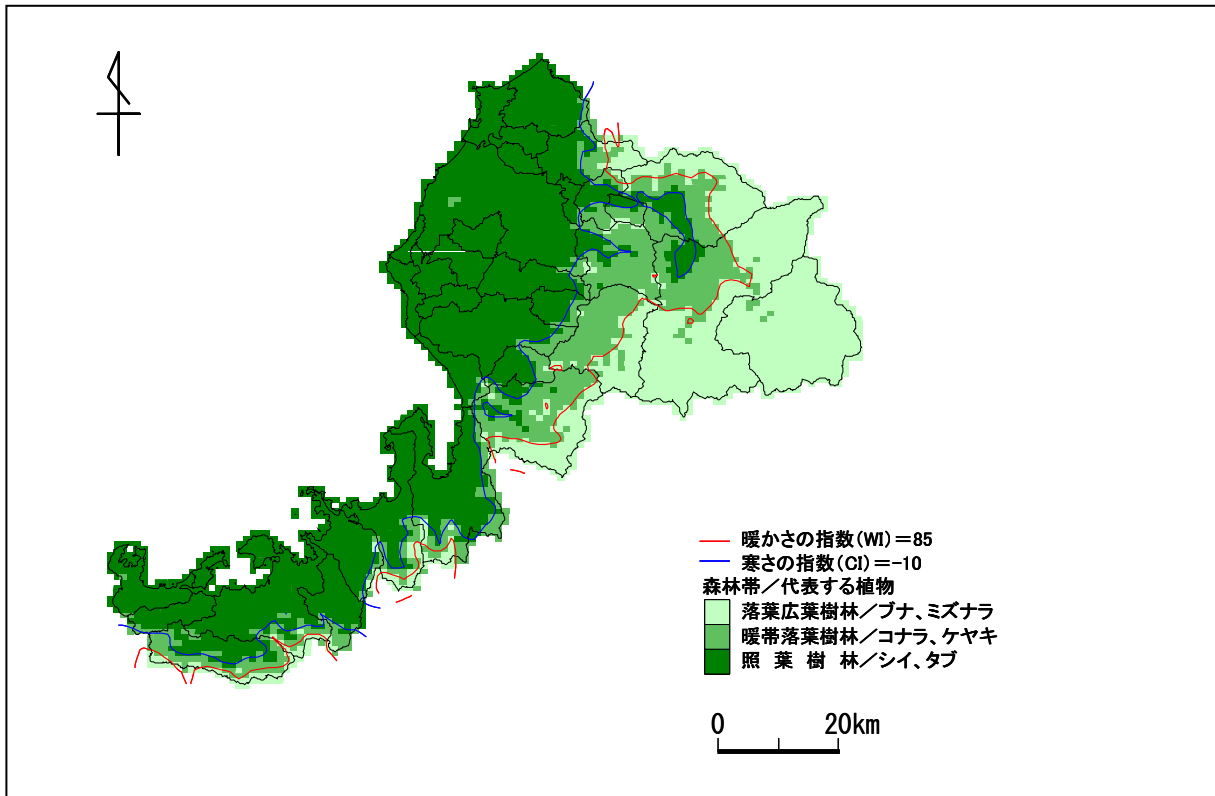 暖かさの指数(WI)=85
寒さの指数(CI)=-10
森林帯/代表する植物
落葉広葉樹林/ブナ、ミズナラ
暖帯落葉樹林/コナラ、ケヤキ
照 葉 樹 林/シイ、タブ
0 20km